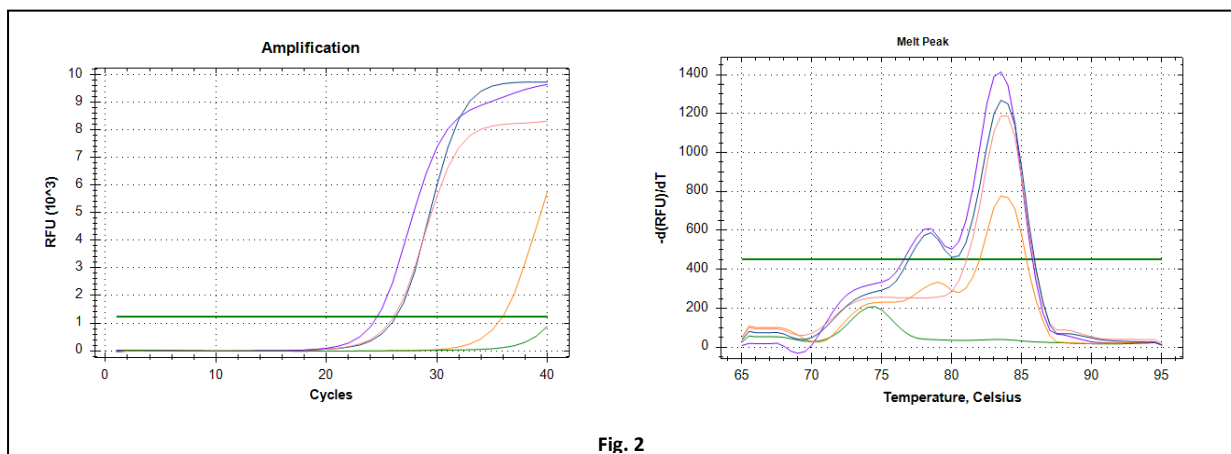 Amplification
10
9
8
7
6
5
4
3
2
1
0
RFU (10^3)
0 10 20 30 40
Cycles
Melt Peak
1400
1200
1000
800
600
400
200
0
-d(RFU)/dT
65 70 75 80 85 90 95
Temperature, Celsius
Fig. 2